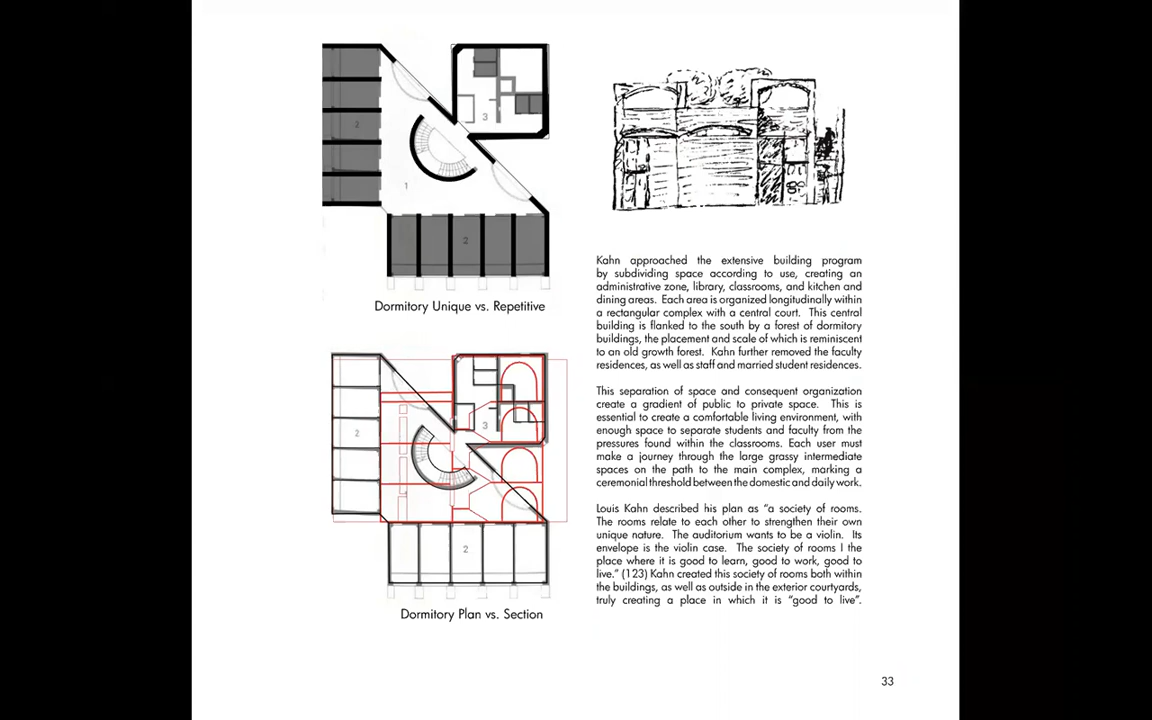 2
3
1
2
Dormitory Unique vs. Repetitive
2
3
2
Dormitory Plan vs. Section
Kahn approached the extensive building program
by subdividing space according to use, creating an
administrative zone, library, classrooms, and kitchen and
dining areas. Each area is organized longitudinally within
a rectangular complex with a central court. This central
building is flanked to the south by a forest of dormitory
buildings, the placement and scale of which is reminiscent
to an old growth forest. Kahn further removed the faculty
residences, as well as staff and married student residences.
This separation of space and consequent organization
create a gradient of public to private space. This is
essential to create a comfortable living environment, with
enough space to separate students and faculty from the
pressures found within the classrooms. Each user must
make a journey through the large grassy intermediate
spaces on the path to the main complex, marking a
ceremonial threshold between the domestic and daily work.
Louis Kahn described his plan as “a society of rooms.
The rooms relate to each other to strengthen their own
unique nature. The auditorium wants to be a violin. Its
envelope is the violin case. The society of rooms I the
place where it is good to learn, good to work, good to
live.” (123) Kahn created this society of rooms both within
the buildings, as well as outside in the exterior courtyards,
truly creating a place in which it is “good to live”.
33